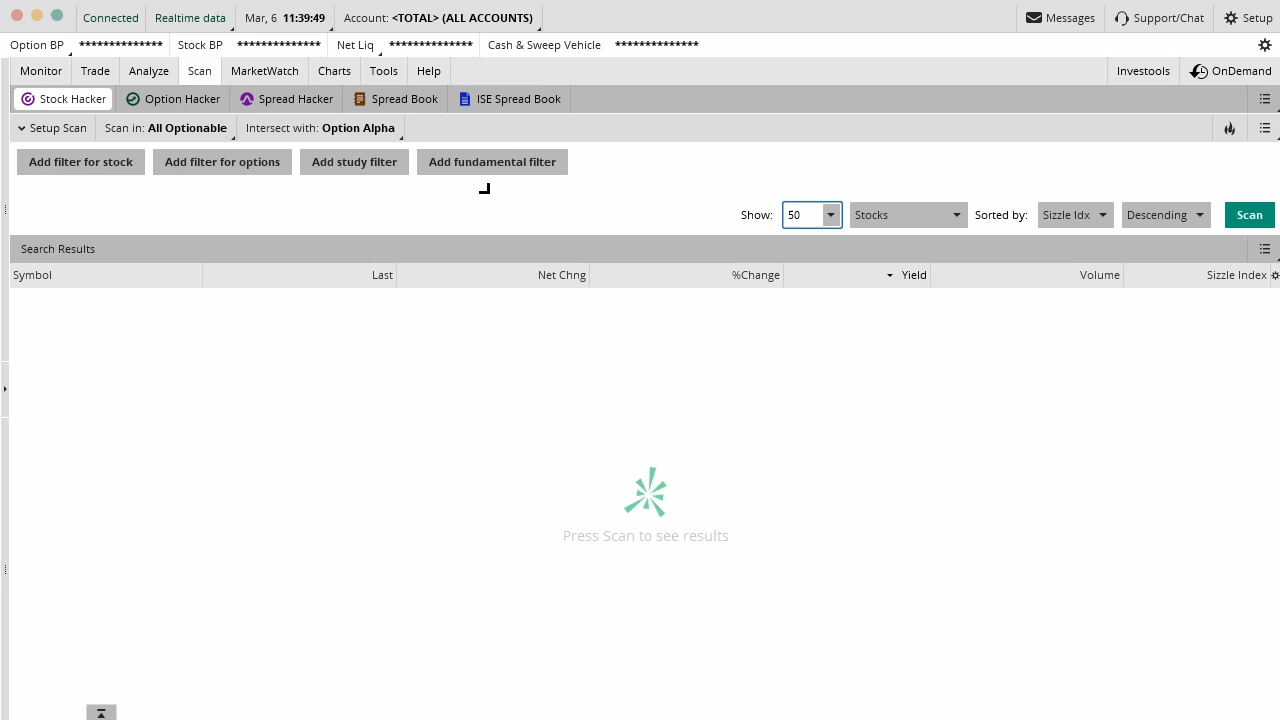 Connected Realtime data Mar, 6 11:39:49 Account: <TOTAL> (ALL ACCOUNTS) Messages Support/Chat Setup
Option BP ************** Stock BP ************** Net Liq ************** Cash & Sweep Vehicle **************
Monitor Trade Analyze Scan MarketWatch Charts Tools Help Investools OnDemand
Stock Hacker Option Hacker Spread Hacker Spread Book ISE Spread Book
Setup Scan Scan in: All Optionable Intersect with: Option Alpha
Add filter for stock Add filter for options Add study filter Add fundamental filter
Show: 50 Stocks Sorted by: Sizzle Idx Descending Scan
Search Results
Symbol Last Net Chng %Change Yield Volume Sizzle Index
Press Scan to see results